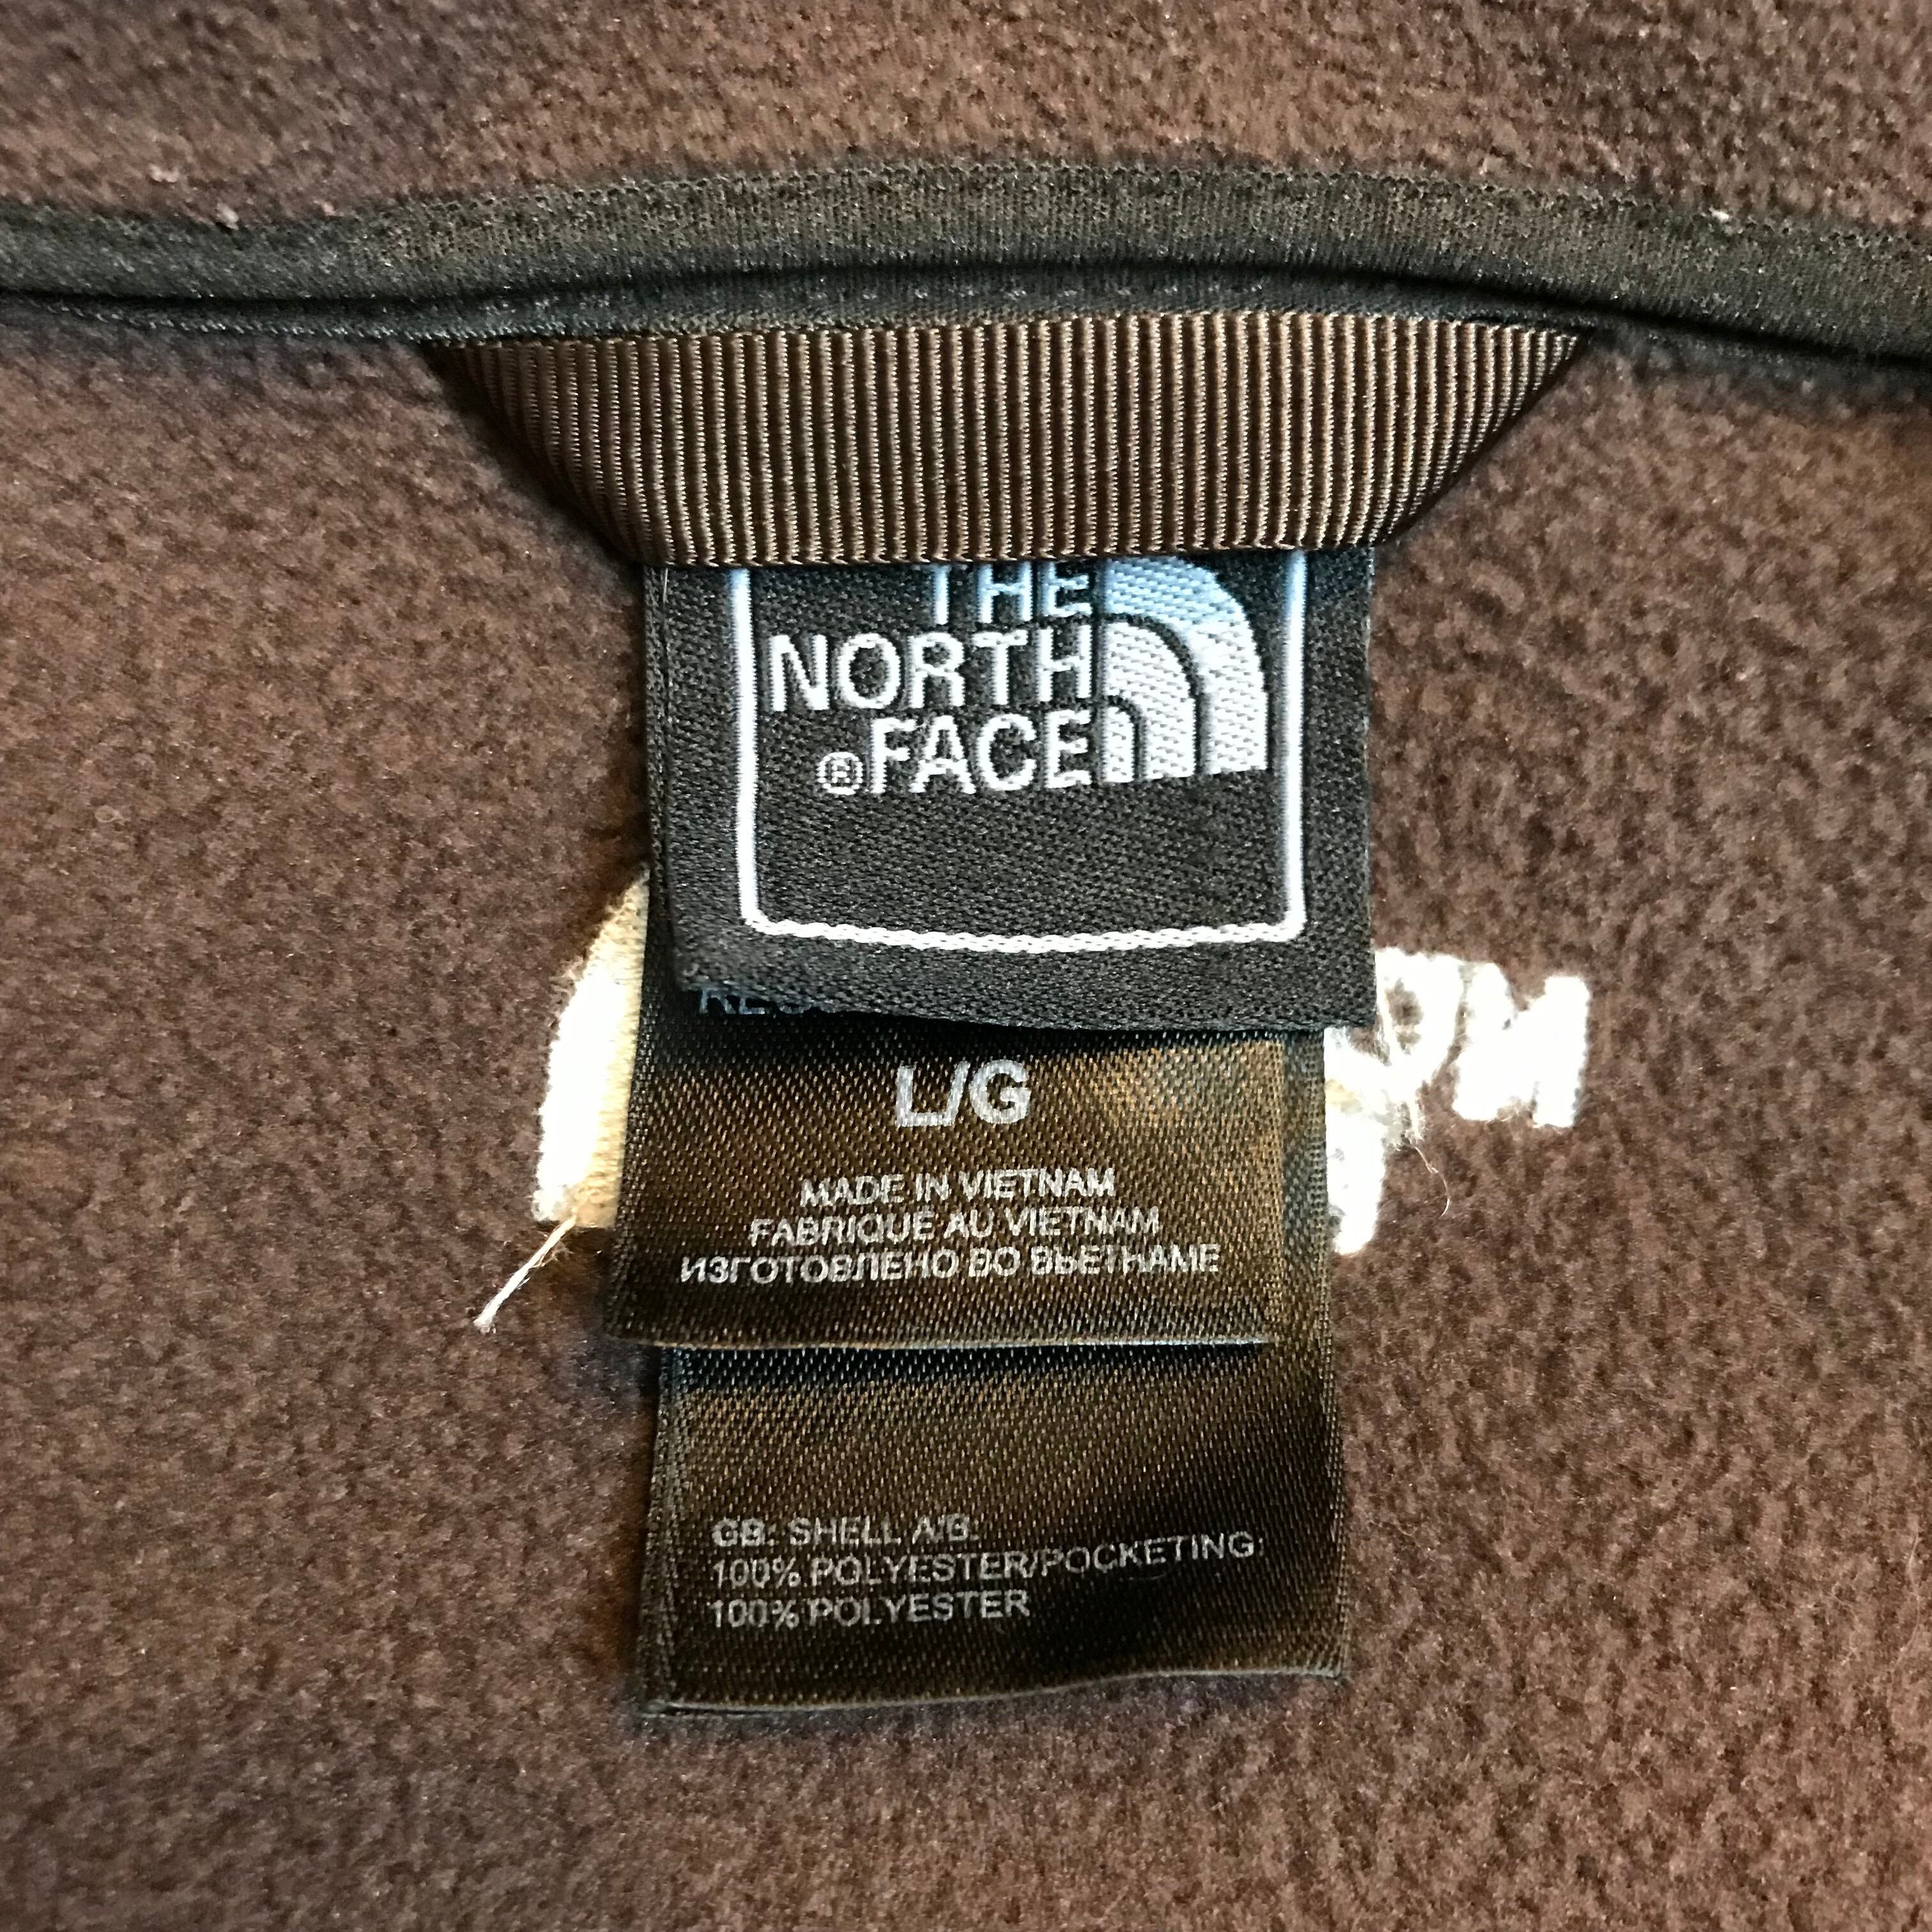 THE
NORTH
®FACE
L/G
MADE IN VIETNAM
FABRIQUÉ AU VIETNAM
ИЗГОТОВЛЕНО ВО ВЬЕТНАМЕ
GB: SHELL A/B:
100% POLYESTER/POCKETING:
100% POLYESTER